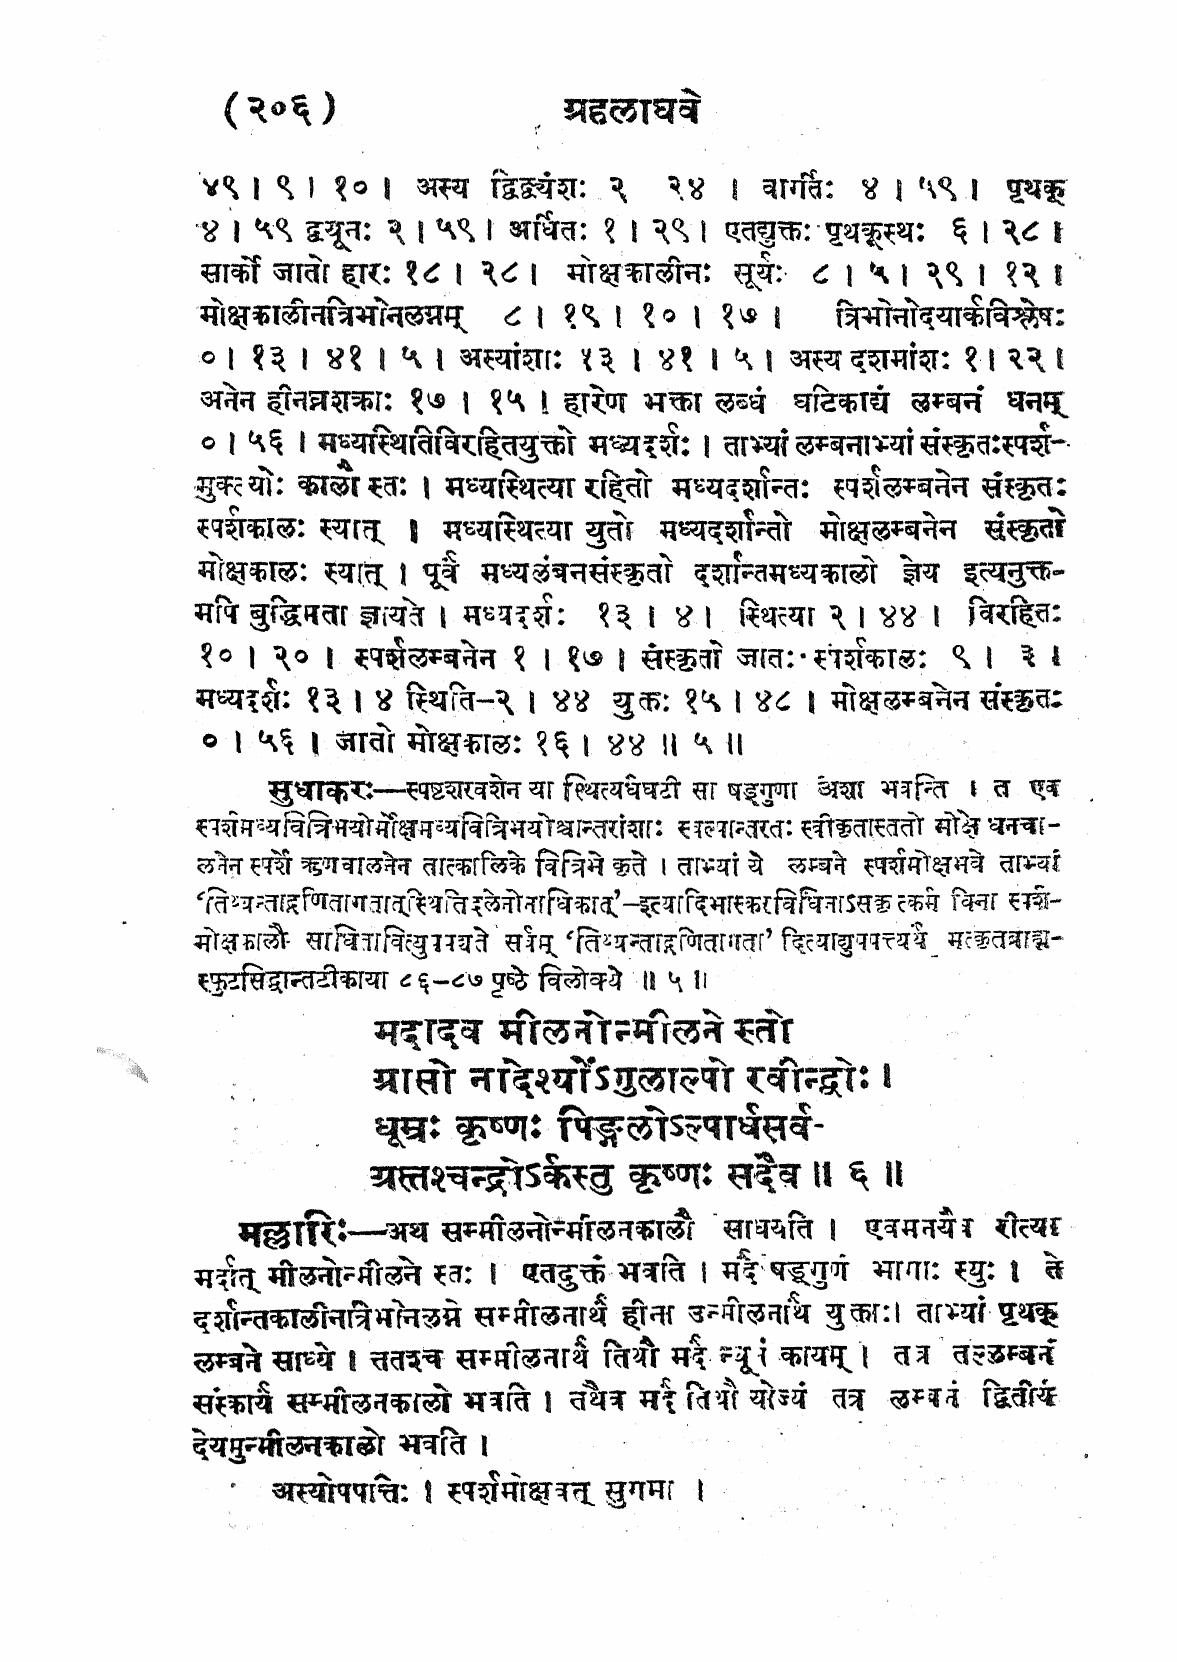 (२०६) ग्रहलाघवे
४९ । ९ । १० । अस्य द्विद्व्यंशः २ २४ । वार्गतिः ४ । ५९ । पृथक्
४ । ५९ द्व्यूनः २ । ५९ । अर्धितः १ । २९ । एतद्युक्तः पृथक्स्थः ६ । २८ ।
सार्को जातो हारः १८ । २८ । मोक्षकालीनः सूर्यः ८ । ५ । २९ । १२ ।
मोक्षकालीनत्रिभोनलग्नम् ८ । १९ । १० । १७ । त्रिभोनोदयार्कविश्लेषः
० । १३ । ४१ । ५ । अस्यांशाः १३ । ४१ । ५ । अस्य दशमांशः १ । २२ ।
अनेन हीनघ्नशक्राः १७ । १५ । हारेण भक्ता लब्धं घटिकाद्यं लम्बनं धनम्
० । ५६ । मध्यस्थितिविरहितयुक्तो मध्यदर्शः । ताभ्यां लम्बनाभ्यां संस्कृतःस्पर्श-
मुक्त्योः कालौ स्तः । मध्यस्थित्या रहितो मध्यदर्शान्तः स्पर्शलम्बनेन संस्कृतः
स्पर्शकालः स्यात् । मध्यस्थित्या युतो मध्यदर्शान्तो मोक्षलम्बनेन संस्कृतो
मोक्षकालः स्यात् । पूर्वं मध्यलंबनसंस्कृतो दर्शान्तमध्यकालो ज्ञेय इत्यनुक्त-
मपि बुद्धिमता ज्ञायते । मध्यदर्शः १३ । ४ । स्थित्या २ । ४४ । विरहितः
१० । २० । स्पर्शलम्बनेन १ । १७ । संस्कृतो जातः स्पर्शकालः ९ । ३ ।
मध्यदर्शः १३ । ४ स्थिति-२ । ४४ युक्तः १५ । ४८ । मोक्षलम्बनेन संस्कृतः
० । ५६ । जातो मोक्षकालः १६ । ४४ ॥ ५ ॥
सुधाकरः—स्पष्टशरवशेन या स्थित्यर्धघटी सा षड्गुणा अंशा भवन्ति । त एव
स्पर्शमध्यवित्रिभयोर्मोक्षमध्यवित्रिभयोश्चान्तरांशाः स्वल्पान्तरतः स्वीकृतास्ततो मोक्षे धनचा-
लनेन स्पर्शे ऋणचालनेन तात्कालिके वित्रिभे कृते । ताभ्यां ये लम्बने स्पर्शमोक्षभवे ताभ्यां
‘तिथ्यन्ताद्गणितागतात्स्थितिदलेनोनाधिकात्’—इत्यादिभास्करविधिनाऽसकृत्कर्म विना स्पर्श-
मोक्षकालौ साधितावित्युपपद्यते सर्वम् ‘तिथ्यन्ताद्गणितागता’ दित्याद्युपपत्त्यर्थं मत्कृतब्राह्म-
स्फुटसिद्धान्तटीकाया ८६-८७ पृष्ठे विलोक्ये ॥ ५ ॥
मर्दादेवं मीलनोन्मीलने स्तो
ग्रासो नादेश्योंऽगुलाल्पो रवीन्द्वोः ।
धूम्रः कृष्णः पिङ्गलोऽल्पार्धसर्व-
ग्रस्तश्चन्द्रोऽर्कस्तु कृष्णः सदैव ॥ ६ ॥
मल्लारिः—अथ सम्मीलनोन्मीलनकालौ साधयति । एवमनयैव रीत्या
मर्दात् मीलनोन्मीलने स्तः । एतदुक्तं भवति । मर्दं षड्गुणं भागाः स्युः । ते
दर्शान्तकालीनत्रिभोनलग्ने सम्मीलनार्थं हीना उन्मीलनार्थं युक्ताः। ताभ्यां पृथक्
लम्बने साध्ये । ततश्च सम्मीलनार्थं तिथौ मर्दं न्यूनं कायम् । तत्र तल्लम्बनं
संस्कार्यं सम्मीलनकालो भवति । तथैव मर्दं तिथौ योज्यं तत्र लम्बनं द्वितीयं
देयमुन्मीलनकालो भवति ।
अस्योपपत्तिः । स्पर्शमोक्षवत् सुगमा ।